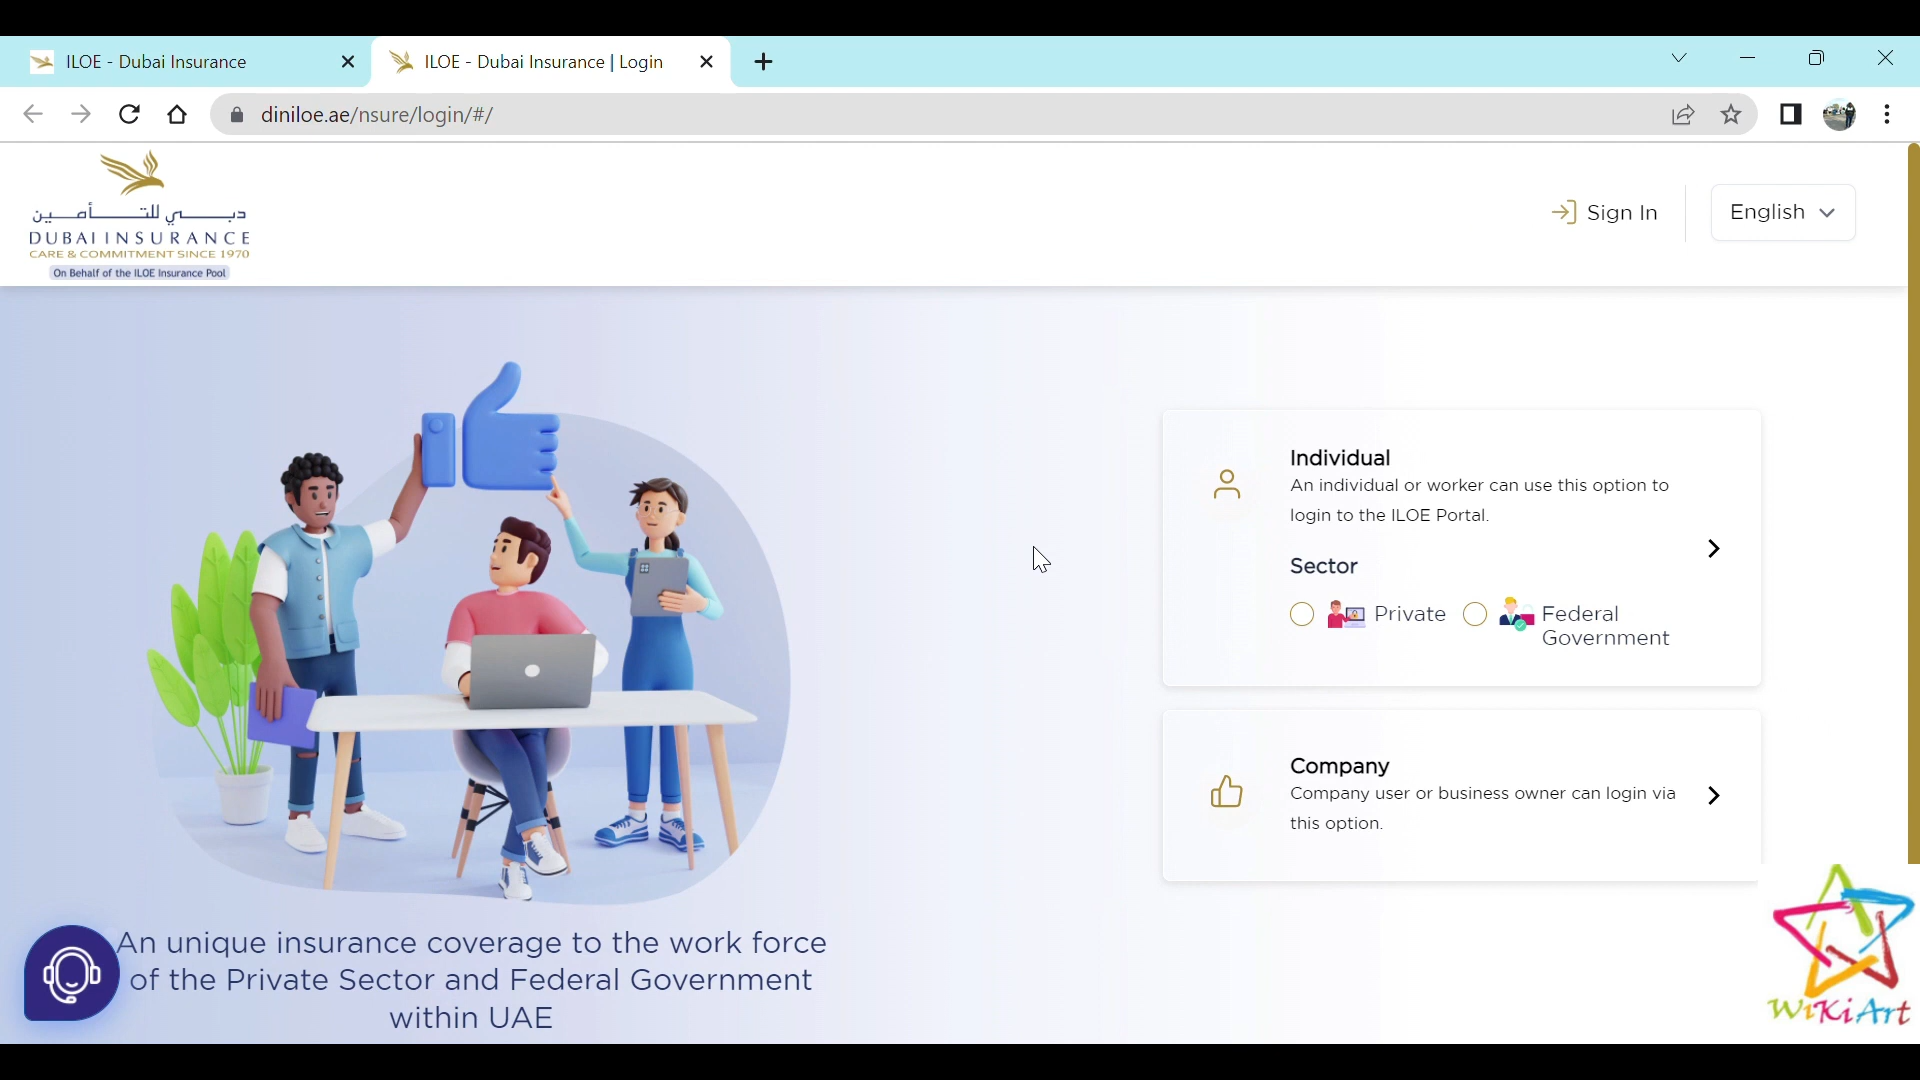 ILOE - Dubai Insurance
ILOE - Dubai Insurance | Login
diniloe.ae/nsure/login/#/
دبـــي للتـــــأمـــين
DUBAI INSURANCE
CARE & COMMITMENT SINCE 1970
On Behalf of the ILOE Insurance Pool
Sign In
English
Individual
An individual or worker can use this option to
login to the ILOE Portal.
Sector
Private
Federal
Government
Company
Company user or business owner can login via
this option.
An unique insurance coverage to the work force
of the Private Sector and Federal Government
within UAE
WiKiArt